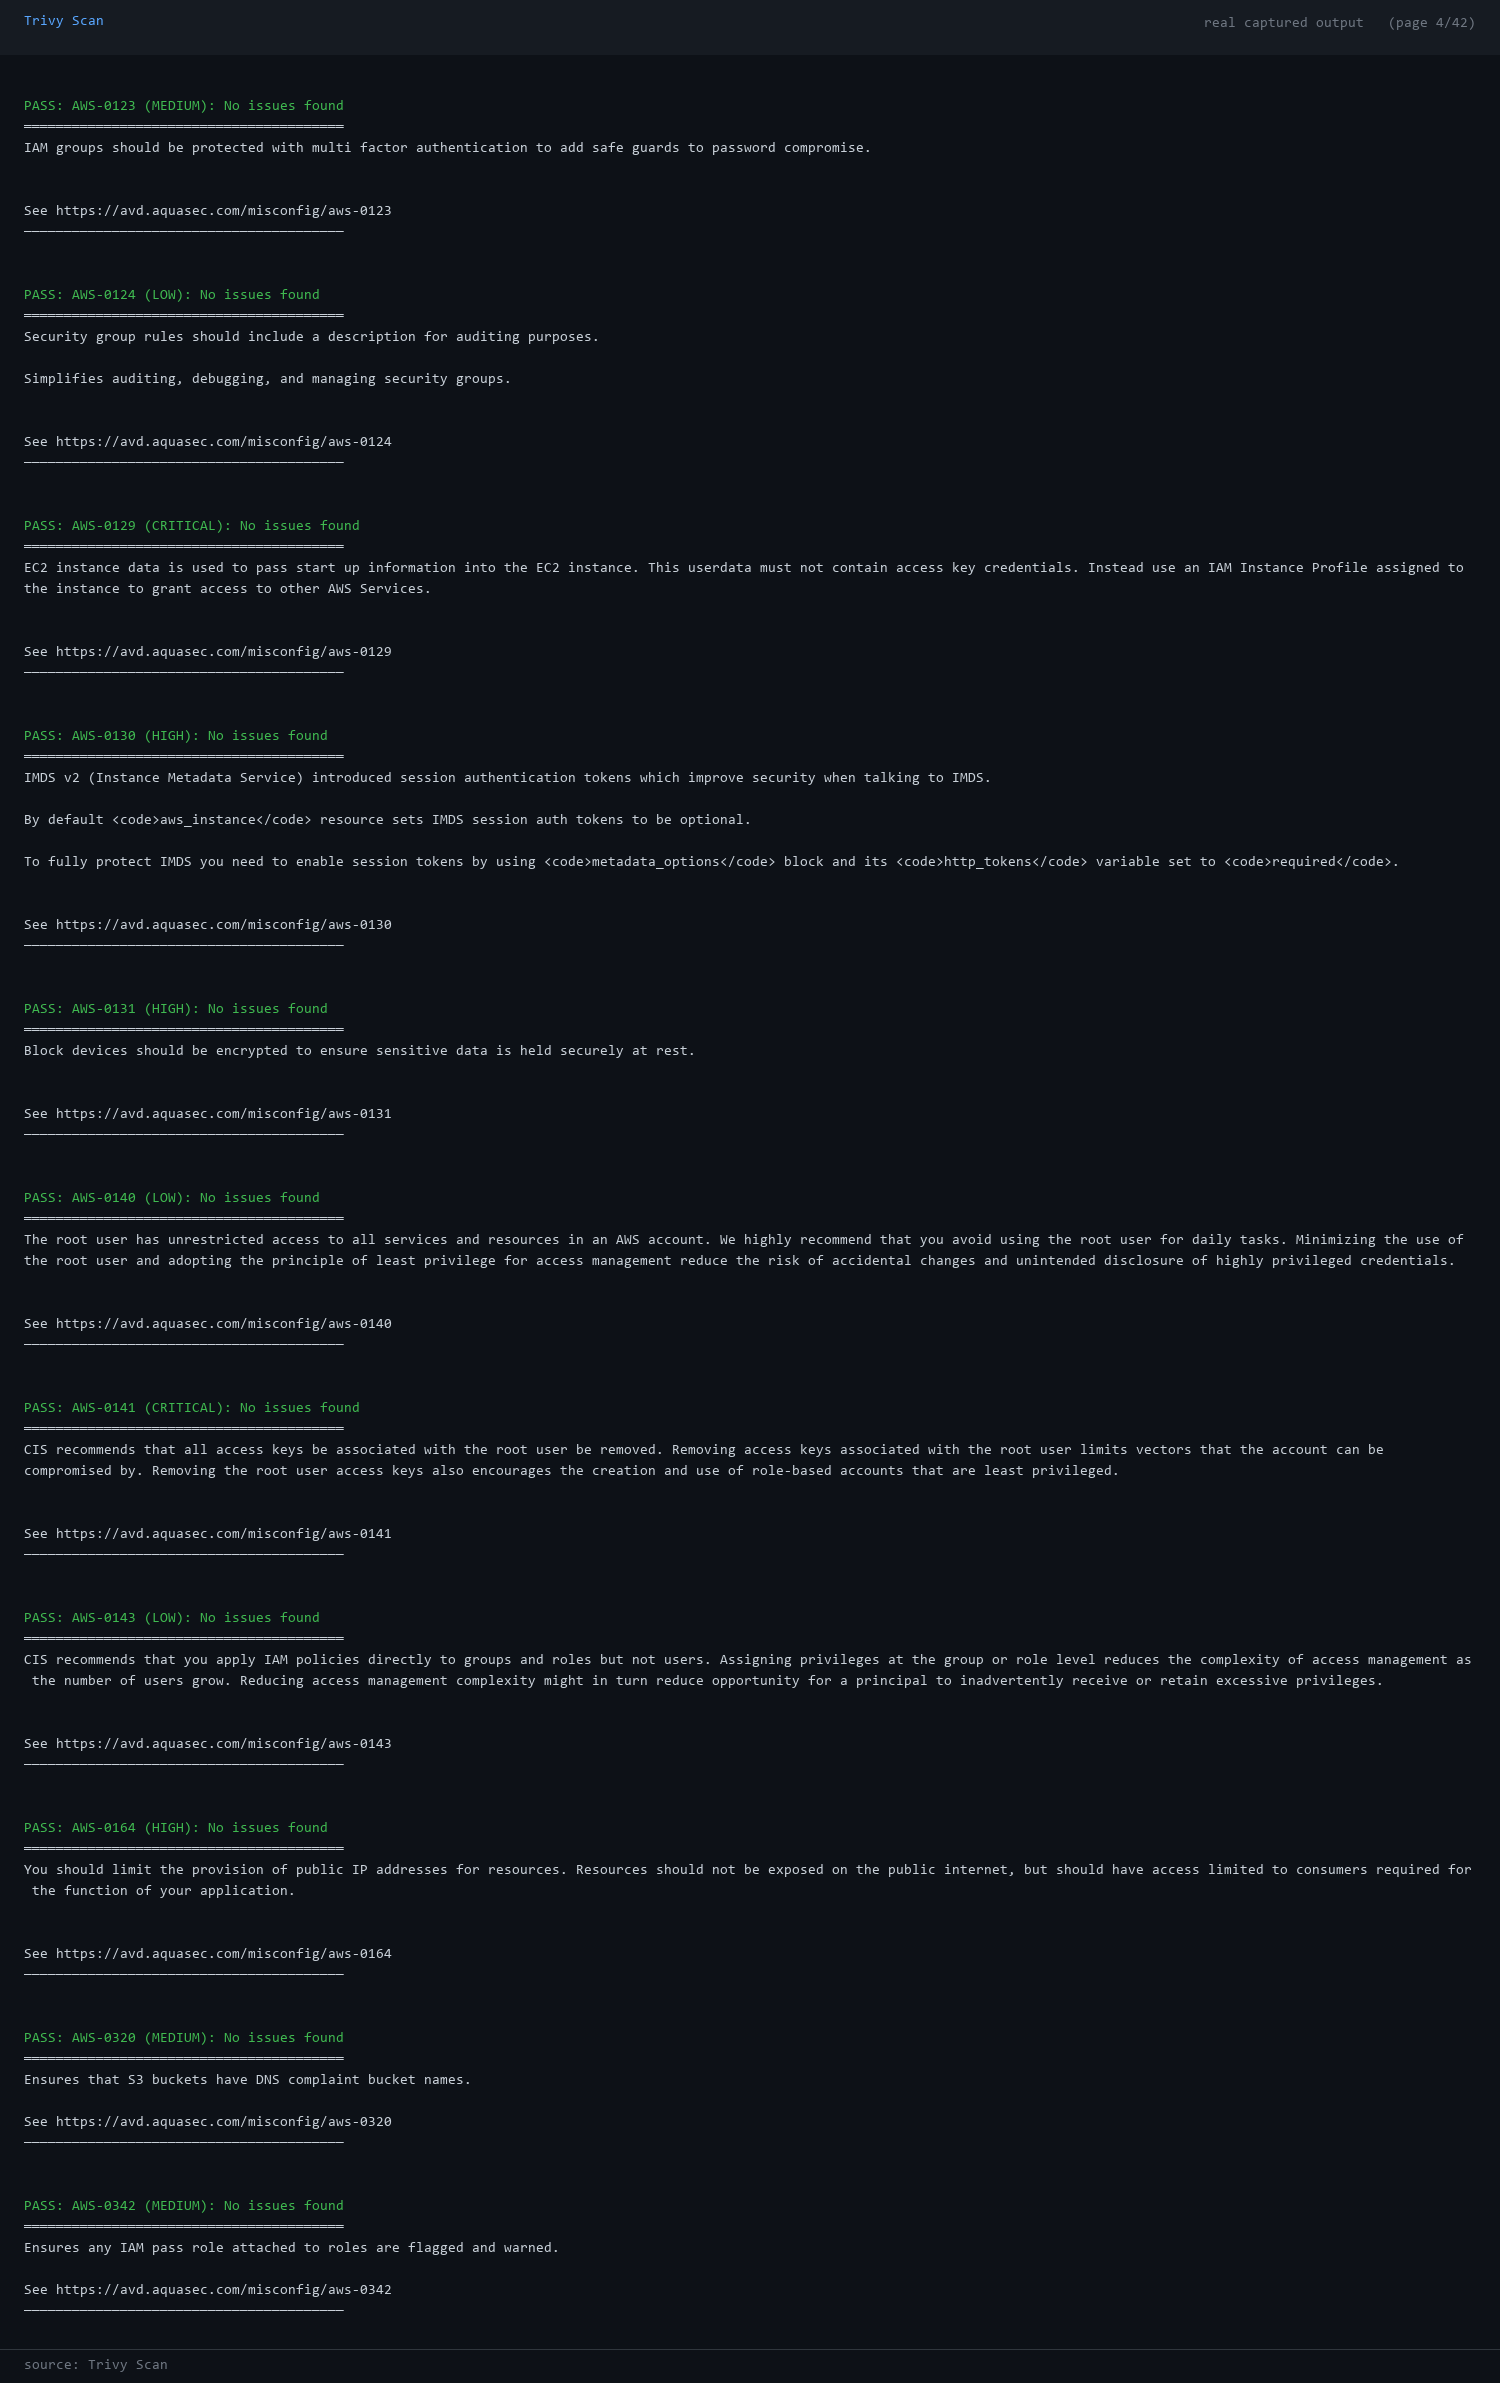 Trivy Scan
real captured output   (page 4/42)
PASS: AWS-0123 (MEDIUM): No issues found
════════════════════════════════════════
IAM groups should be protected with multi factor authentication to add safe guards to password compromise.
See https://avd.aquasec.com/misconfig/aws-0123
────────────────────────────────────────
PASS: AWS-0124 (LOW): No issues found
════════════════════════════════════════
Security group rules should include a description for auditing purposes.
Simplifies auditing, debugging, and managing security groups.
See https://avd.aquasec.com/misconfig/aws-0124
────────────────────────────────────────
PASS: AWS-0129 (CRITICAL): No issues found
════════════════════════════════════════
EC2 instance data is used to pass start up information into the EC2 instance. This userdata must not contain access key credentials. Instead use an IAM Instance Profile assigned to
the instance to grant access to other AWS Services.
See https://avd.aquasec.com/misconfig/aws-0129
────────────────────────────────────────
PASS: AWS-0130 (HIGH): No issues found
════════════════════════════════════════
IMDS v2 (Instance Metadata Service) introduced session authentication tokens which improve security when talking to IMDS.
By default <code>aws_instance</code> resource sets IMDS session auth tokens to be optional.
To fully protect IMDS you need to enable session tokens by using <code>metadata_options</code> block and its <code>http_tokens</code> variable set to <code>required</code>.
See https://avd.aquasec.com/misconfig/aws-0130
────────────────────────────────────────
PASS: AWS-0131 (HIGH): No issues found
════════════════════════════════════════
Block devices should be encrypted to ensure sensitive data is held securely at rest.
See https://avd.aquasec.com/misconfig/aws-0131
────────────────────────────────────────
PASS: AWS-0140 (LOW): No issues found
════════════════════════════════════════
The root user has unrestricted access to all services and resources in an AWS account. We highly recommend that you avoid using the root user for daily tasks. Minimizing the use of
the root user and adopting the principle of least privilege for access management reduce the risk of accidental changes and unintended disclosure of highly privileged credentials.
See https://avd.aquasec.com/misconfig/aws-0140
────────────────────────────────────────
PASS: AWS-0141 (CRITICAL): No issues found
════════════════════════════════════════
CIS recommends that all access keys be associated with the root user be removed. Removing access keys associated with the root user limits vectors that the account can be
compromised by. Removing the root user access keys also encourages the creation and use of role-based accounts that are least privileged.
See https://avd.aquasec.com/misconfig/aws-0141
────────────────────────────────────────
PASS: AWS-0143 (LOW): No issues found
════════════════════════════════════════
CIS recommends that you apply IAM policies directly to groups and roles but not users. Assigning privileges at the group or role level reduces the complexity of access management as
the number of users grow. Reducing access management complexity might in turn reduce opportunity for a principal to inadvertently receive or retain excessive privileges.
See https://avd.aquasec.com/misconfig/aws-0143
────────────────────────────────────────
PASS: AWS-0164 (HIGH): No issues found
════════════════════════════════════════
You should limit the provision of public IP addresses for resources. Resources should not be exposed on the public internet, but should have access limited to consumers required for
the function of your application.
See https://avd.aquasec.com/misconfig/aws-0164
────────────────────────────────────────
PASS: AWS-0320 (MEDIUM): No issues found
════════════════════════════════════════
Ensures that S3 buckets have DNS complaint bucket names.
See https://avd.aquasec.com/misconfig/aws-0320
────────────────────────────────────────
PASS: AWS-0342 (MEDIUM): No issues found
════════════════════════════════════════
Ensures any IAM pass role attached to roles are flagged and warned.
See https://avd.aquasec.com/misconfig/aws-0342
────────────────────────────────────────
source: Trivy Scan